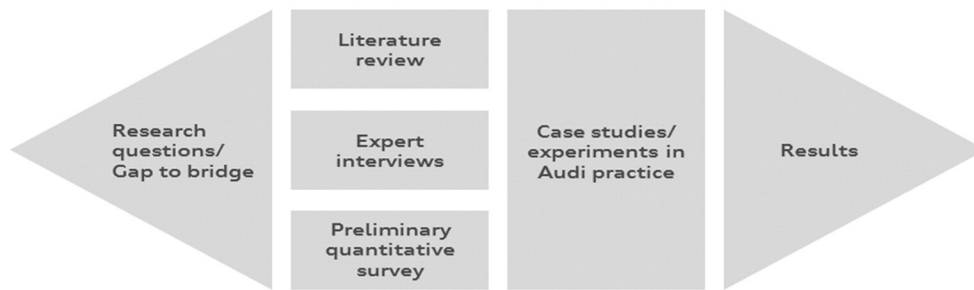 Research
questions/
Gap to bridge
Literature
review
Expert
interviews
Preliminary
quantitative
survey
Case studies/
experiments in
Audi practice
Results